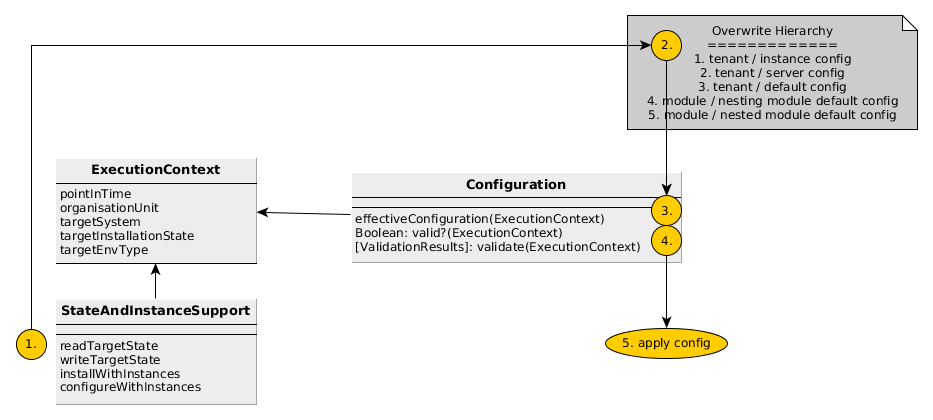 Overwrite Hierarchy
=============
1. tenant / instance config
2. tenant / server config
3. tenant / default config
4. module / nesting module default config
5. module / nested module default config
2.
ExecutionContext
pointInTime
organisationUnit
targetSystem
targetInstallationState
targetEnvType
Configuration
effectiveConfiguration(ExecutionContext)
Boolean: valid?(ExecutionContext)
[ValidationResults]: validate(ExecutionContext)
3.
4.
StateAndInstanceSupport
readTargetState
writeTargetState
installWithInstances
configureWithInstances
1.
5. apply config